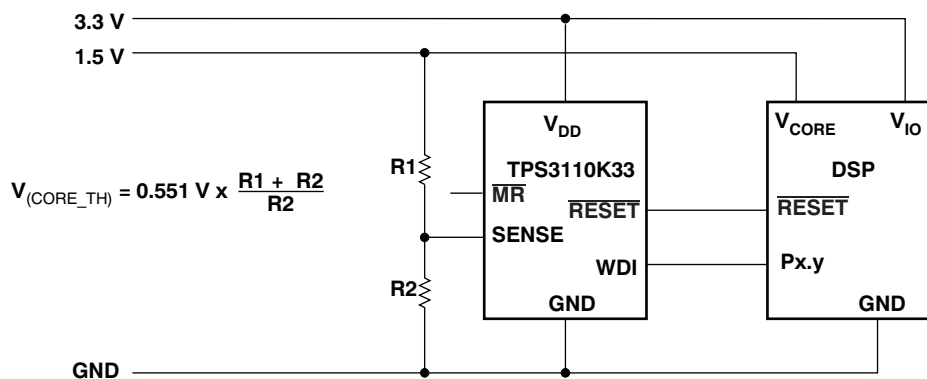 3.3 V
1.5 V
V(CORE_TH) = 0.551 V x R1 + R2
R2
R1
R2
GND
VDD
TPS3110K33
MR
RESET
SENSE
WDI
GND
VCORE
VIO
DSP
RESET
Px.y
GND